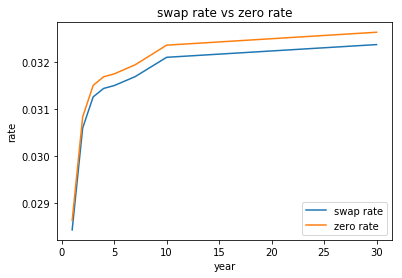 swap rate vs zero rate
rate
0.032
0.031
0.030
0.029
0 5 10 15 20 25 30
year
swap rate
zero rate